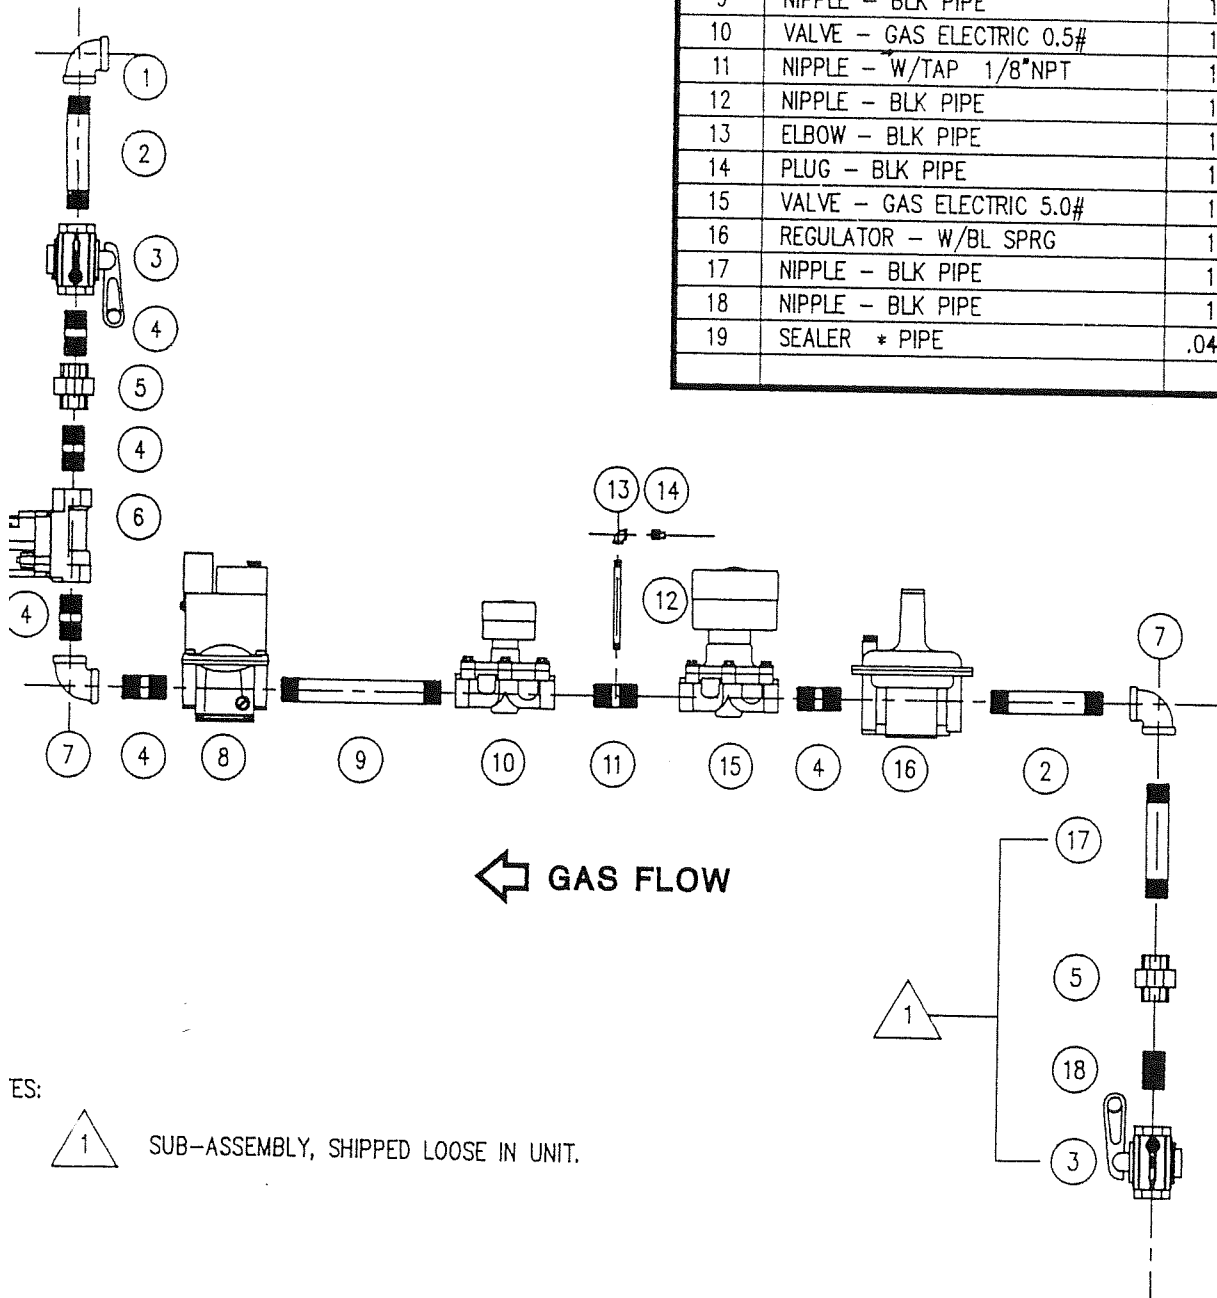 9 NIPPLE - BLK PIPE 1
10 VALVE - GAS ELECTRIC 0.5# 1
11 NIPPLE - W/TAP 1/8"NPT 1
12 NIPPLE - BLK PIPE 1
13 ELBOW - BLK PIPE 1
14 PLUG - BLK PIPE 1
15 VALVE - GAS ELECTRIC 5.0# 1
16 REGULATOR - W/BL SPRG 1
17 NIPPLE - BLK PIPE 1
18 NIPPLE - BLK PIPE 1
19 SEALER * PIPE .04
1
2
3
4
5
4
6
4
13 14
12
7
7 4 8 9 10 11 15 4 16 2
17
GAS FLOW
5
1
18
3
ES:
1 SUB-ASSEMBLY, SHIPPED LOOSE IN UNIT.